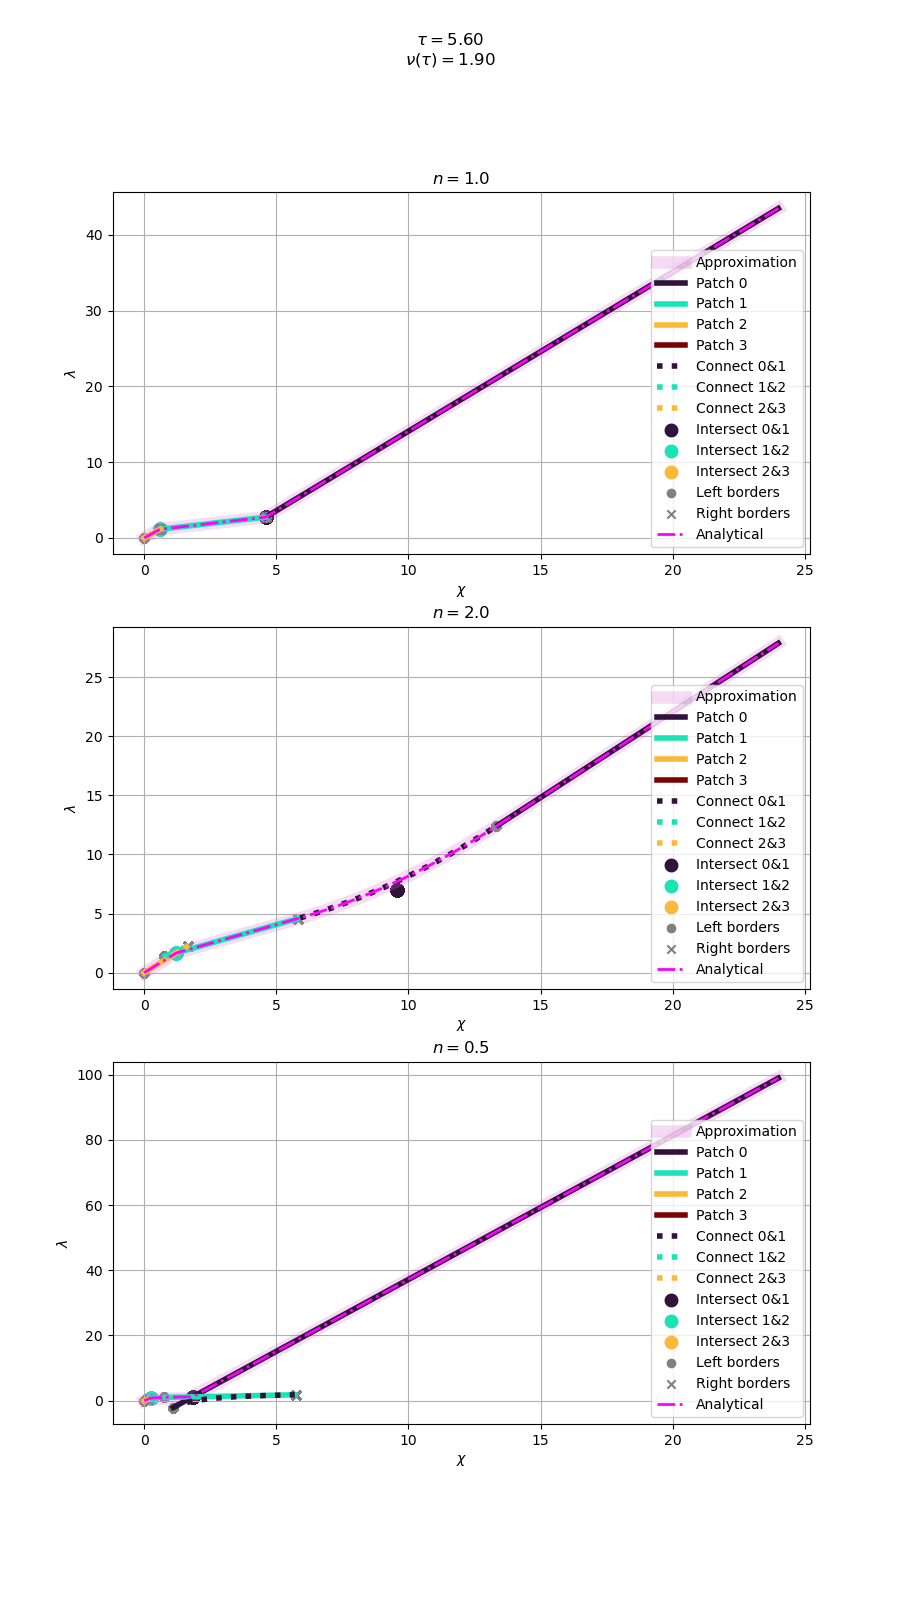 τ = 5.60
ν(τ) = 1.90
n = 1.0
40
30
20
10
0
λ
Approximation
Patch 0
Patch 1
Patch 2
Patch 3
Connect 0&1
Connect 1&2
Connect 2&3
Intersect 0&1
Intersect 1&2
Intersect 2&3
Left borders
Right borders
Analytical
0 5 10 15 20 25
χ
n = 2.0
25
20
15
10
5
0
λ
Approximation
Patch 0
Patch 1
Patch 2
Patch 3
Connect 0&1
Connect 1&2
Connect 2&3
Intersect 0&1
Intersect 1&2
Intersect 2&3
Left borders
Right borders
Analytical
0 5 10 15 20 25
χ
n = 0.5
100
80
60
40
20
0
λ
Approximation
Patch 0
Patch 1
Patch 2
Patch 3
Connect 0&1
Connect 1&2
Connect 2&3
Intersect 0&1
Intersect 1&2
Intersect 2&3
Left borders
Right borders
Analytical
0 5 10 15 20 25
χ